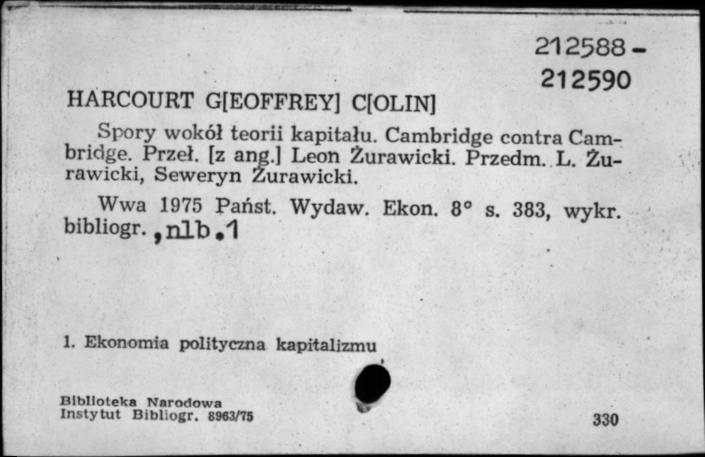 212588-
212590
HARCOURT G[EOFFREY] C[OLIN]
Spory wokół teorii kapitału. Cambridge contra Cam-
bridge. Przeł. [z ang.] Leon Żurawicki. Przedm. L. Żu-
rawicki, Seweryn Żurawicki.
Wwa 1975 Państ. Wydaw. Ekon. 8° s. 383, wykr.
bibliogr. ,nlb.1
1. Ekonomia polityczna kapitalizmu
Biblioteka Narodowa
Instytut Bibliogr. 8963/75
330